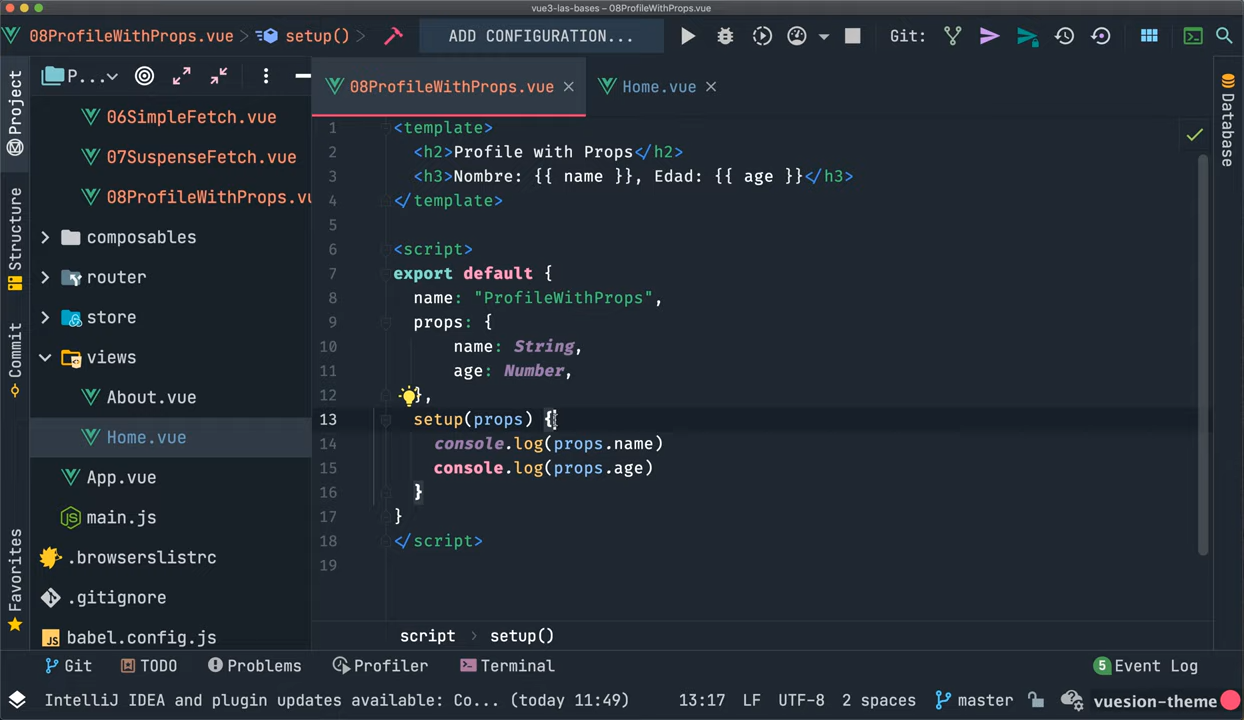 vue3-las-bases – 08ProfileWithProps.vue
08ProfileWithProps.vue > setup() > ADD CONFIGURATION... Git:
P... 08ProfileWithProps.vue × Home.vue ×
Project
Structure
Commit
Favorites
06SimpleFetch.vue
07SuspenseFetch.vue
08ProfileWithProps.vu
composables
router
store
views
About.vue
Home.vue
App.vue
main.js
.browserslistrc
.gitignore
JS babel.config.js
1 <template>
2 <h2>Profile with Props</h2>
3 <h3>Nombre: {{ name }}, Edad: {{ age }}</h3>
4 </template>
5
6 <script>
7 export default {
8 name: "ProfileWithProps",
9 props: {
10 name: String,
11 age: Number,
12 },
13 setup(props) {
14 console.log(props.name)
15 console.log(props.age)
16 }
17 }
18 </script>
19
Database
script > setup()
Git TODO Problems Profiler Terminal 5 Event Log
IntelliJ IDEA and plugin updates available: Co... (today 11:49) 13:17 LF UTF-8 2 spaces master vuesion-theme